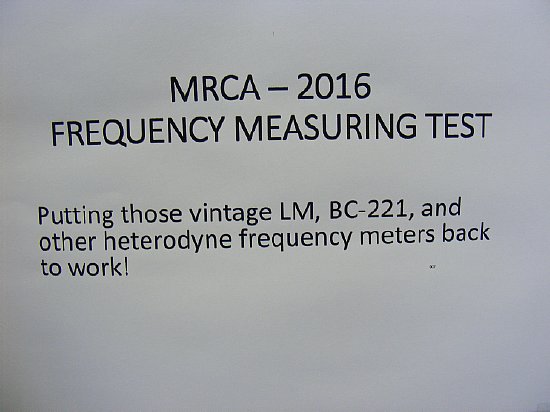 MRCA – 2016
FREQUENCY MEASURING TEST
Putting those vintage LM, BC-221, and
other heterodyne frequency meters back
to work!